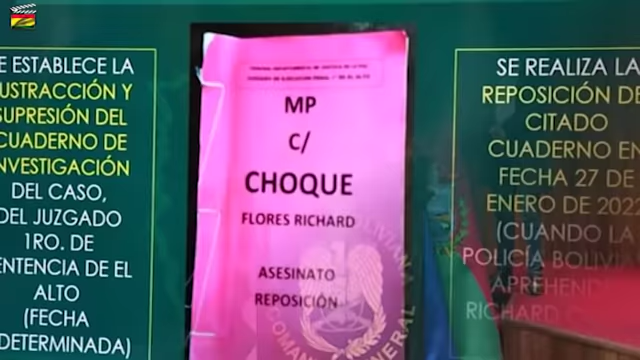 E ESTABLECE LA
USTRACCIÓN Y
SUPRESIÓN DEL
CUADERNO DE
NVESTIGACIÓN
DEL CASO,
DEL JUZGADO
1RO. DE
ENTENCIA DE EL
ALTO
(FECHA
DETERMINADA)
MP
C/
CHOQUE
FLORES RICHARD
ASESINATO
REPOSICIÓN
SE REALIZA LA
REPOSICIÓN DE
CITADO
CUADERNO EN
FECHA 27 DE
ENERO DE 202
(CUANDO LA
POLICÍA BOLIVI
APREHEND
RICHARD C